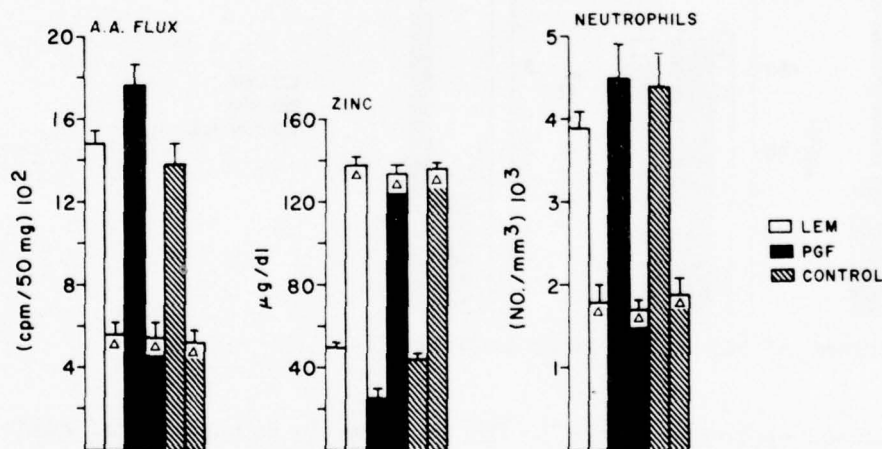 A.A. FLUX
20
16
12
8
4
(cpm/50 mg) 10²
ZINC
160
120
80
40
µg/dl
NEUTROPHILS
5
4
3
2
1
(NO./mm³) 10³
LEM
PGF
CONTROL